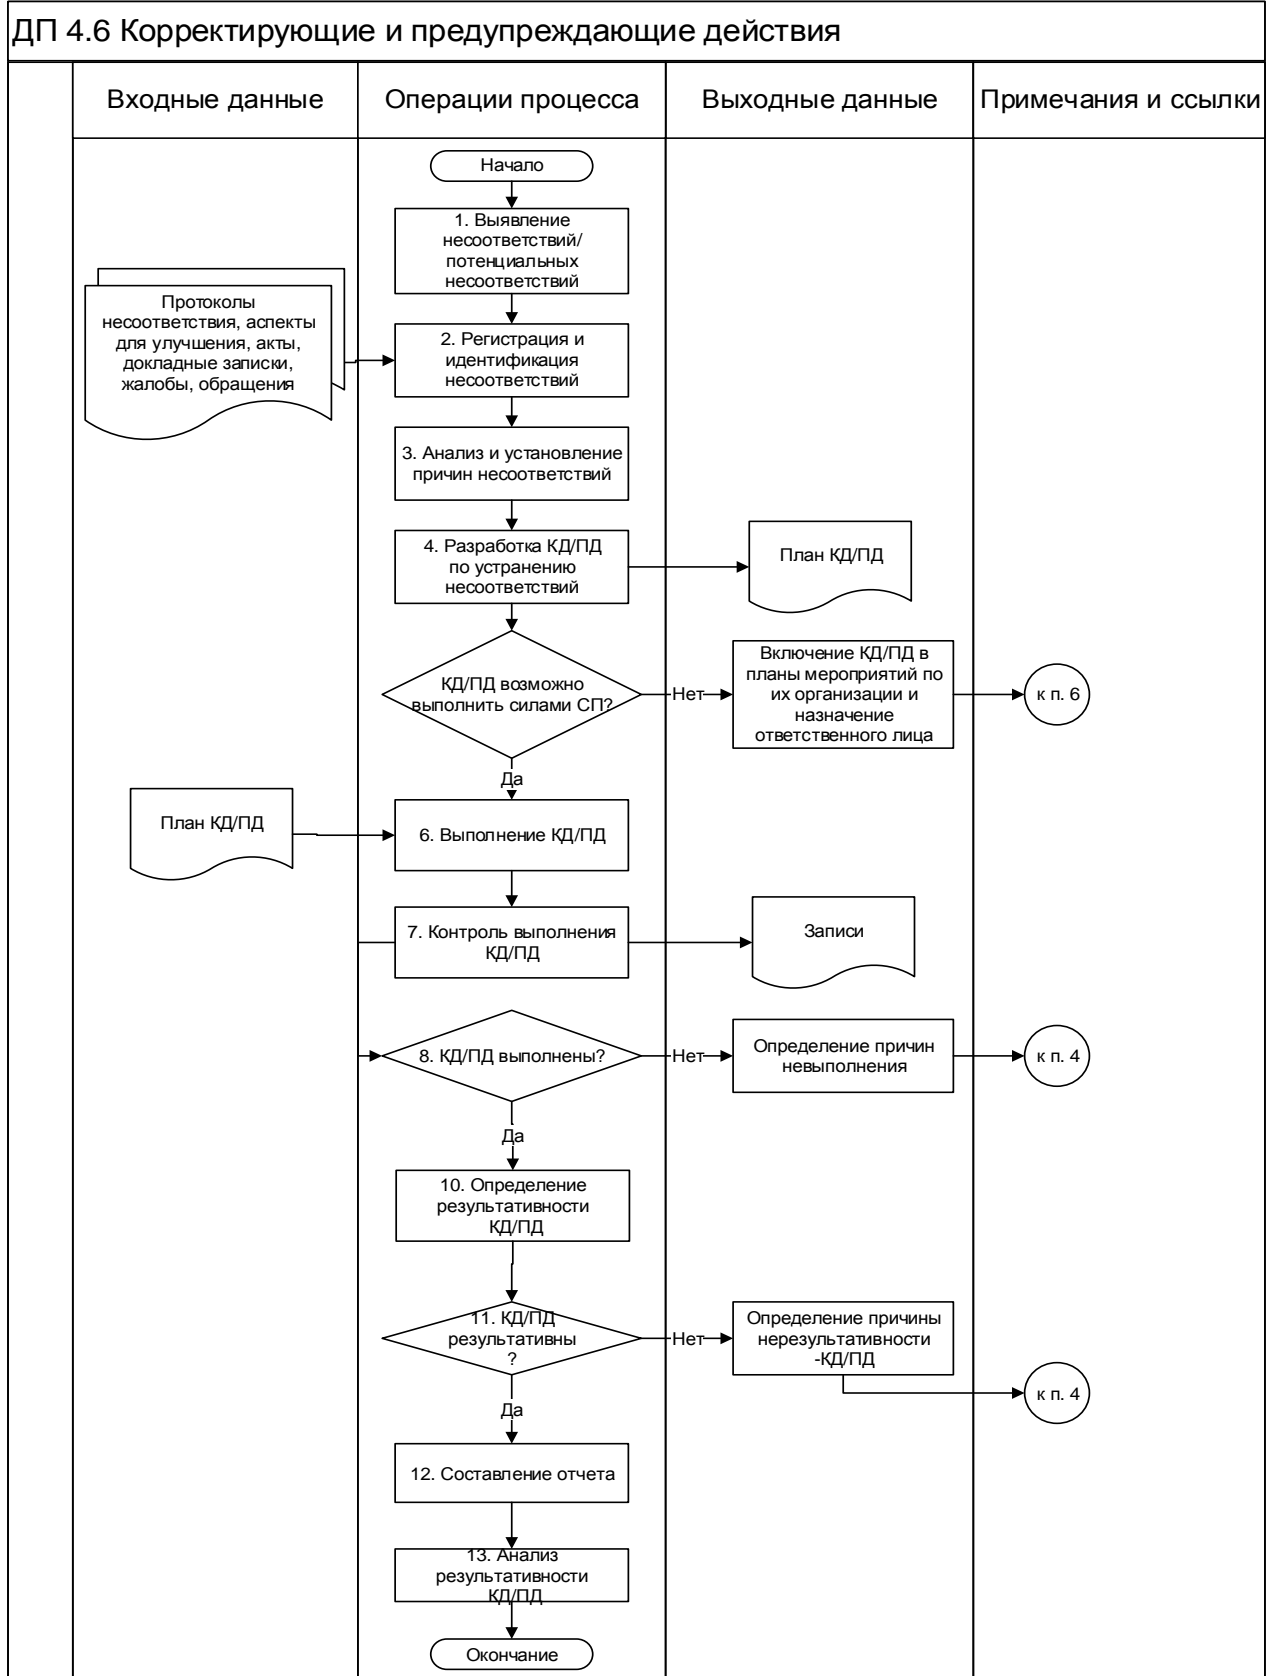 ДП 4.6 Корректирующие и предупреждающие действия
Входные данные
Операции процесса
Выходные данные
Примечания и ссылки
Начало
1. Выявление
несоответствий/
потенциальных
несоответствий
Протоколы
несоответствия, аспекты
для улучшения, акты,
докладные записки,
жалобы, обращения
2. Регистрация и
идентификация
несоответствий
3. Анализ и установление
причин несоответствий
4. Разработка КД/ПД
по устранению
несоответствий
План КД/ПД
КД/ПД возможно
выполнить силами СП?
Нет
Включение КД/ПД в
планы мероприятий по
их организации и
назначение
ответственного лица
к п. 6
Да
План КД/ПД
6. Выполнение КД/ПД
7. Контроль выполнения
КД/ПД
Записи
8. КД/ПД выполнены?
Нет
Определение причин
невыполнения
к п. 4
Да
10. Определение
результативности
КД/ПД
11. КД/ПД
результативны
?
Нет
Определение причины
нерезультативности
-КД/ПД
к п. 4
Да
12. Составление отчета
13. Анализ
результативности
КД/ПД
Окончание